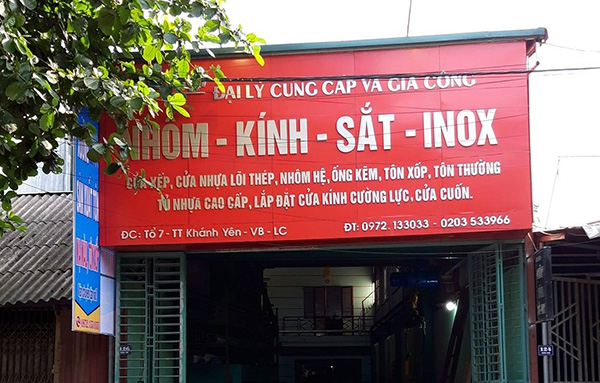 ĐẠI LÝ CUNG CẤP VÀ GIA CÔNG
NHÔM - KÍNH - SẮT - INOX
CỬA XẾP, CỬA NHỰA LÕI THÉP, NHÔM HỆ, ỐNG KẼM, TÔN XỐP, TÔN THƯỜNG
TỦ NHỰA CAO CẤP, LẮP ĐẶT CỬA KÍNH CƯỜNG LỰC, CỬA CUỐN.
ĐC: Tổ 7 - TT Khánh Yên - VB - LC
ĐT: 0972. 133033 - 0203 533966